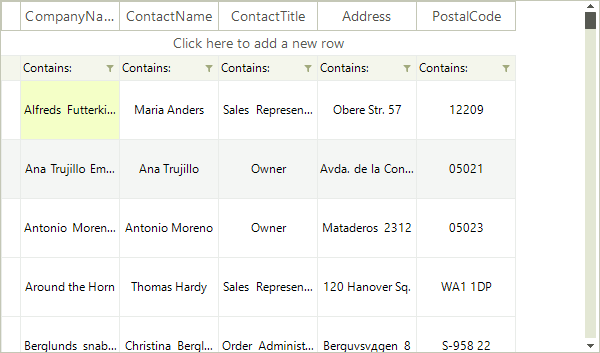 CompanyNa... ContactName ContactTitle Address PostalCode
Click here to add a new row
Contains: Contains: Contains: Contains: Contains:
Alfreds Futterki... Maria Anders Sales Represen... Obere Str. 57 12209
Ana Trujillo Em... Ana Trujillo Owner Avda. de la Con... 05021
Antonio Moren... Antonio Moreno Owner Mataderos 2312 05023
Around the Horn Thomas Hardy Sales Represen... 120 Hanover Sq. WA1 1DP
Berglunds snab... Christina Bergl... Order Administ... Berguvsvägen 8 S-958 22